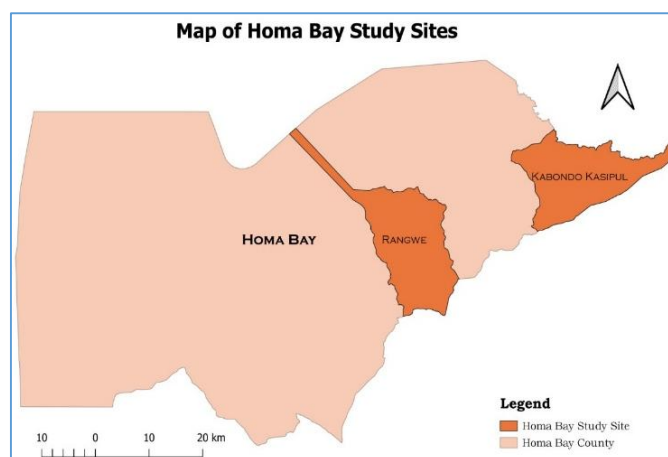 Map of Homa Bay Study Sites
KABONDO KASIPUL
HOMA BAY
RANGWE
Legend
Homa Bay Study Site
Homa Bay County
10 0 10 20 km